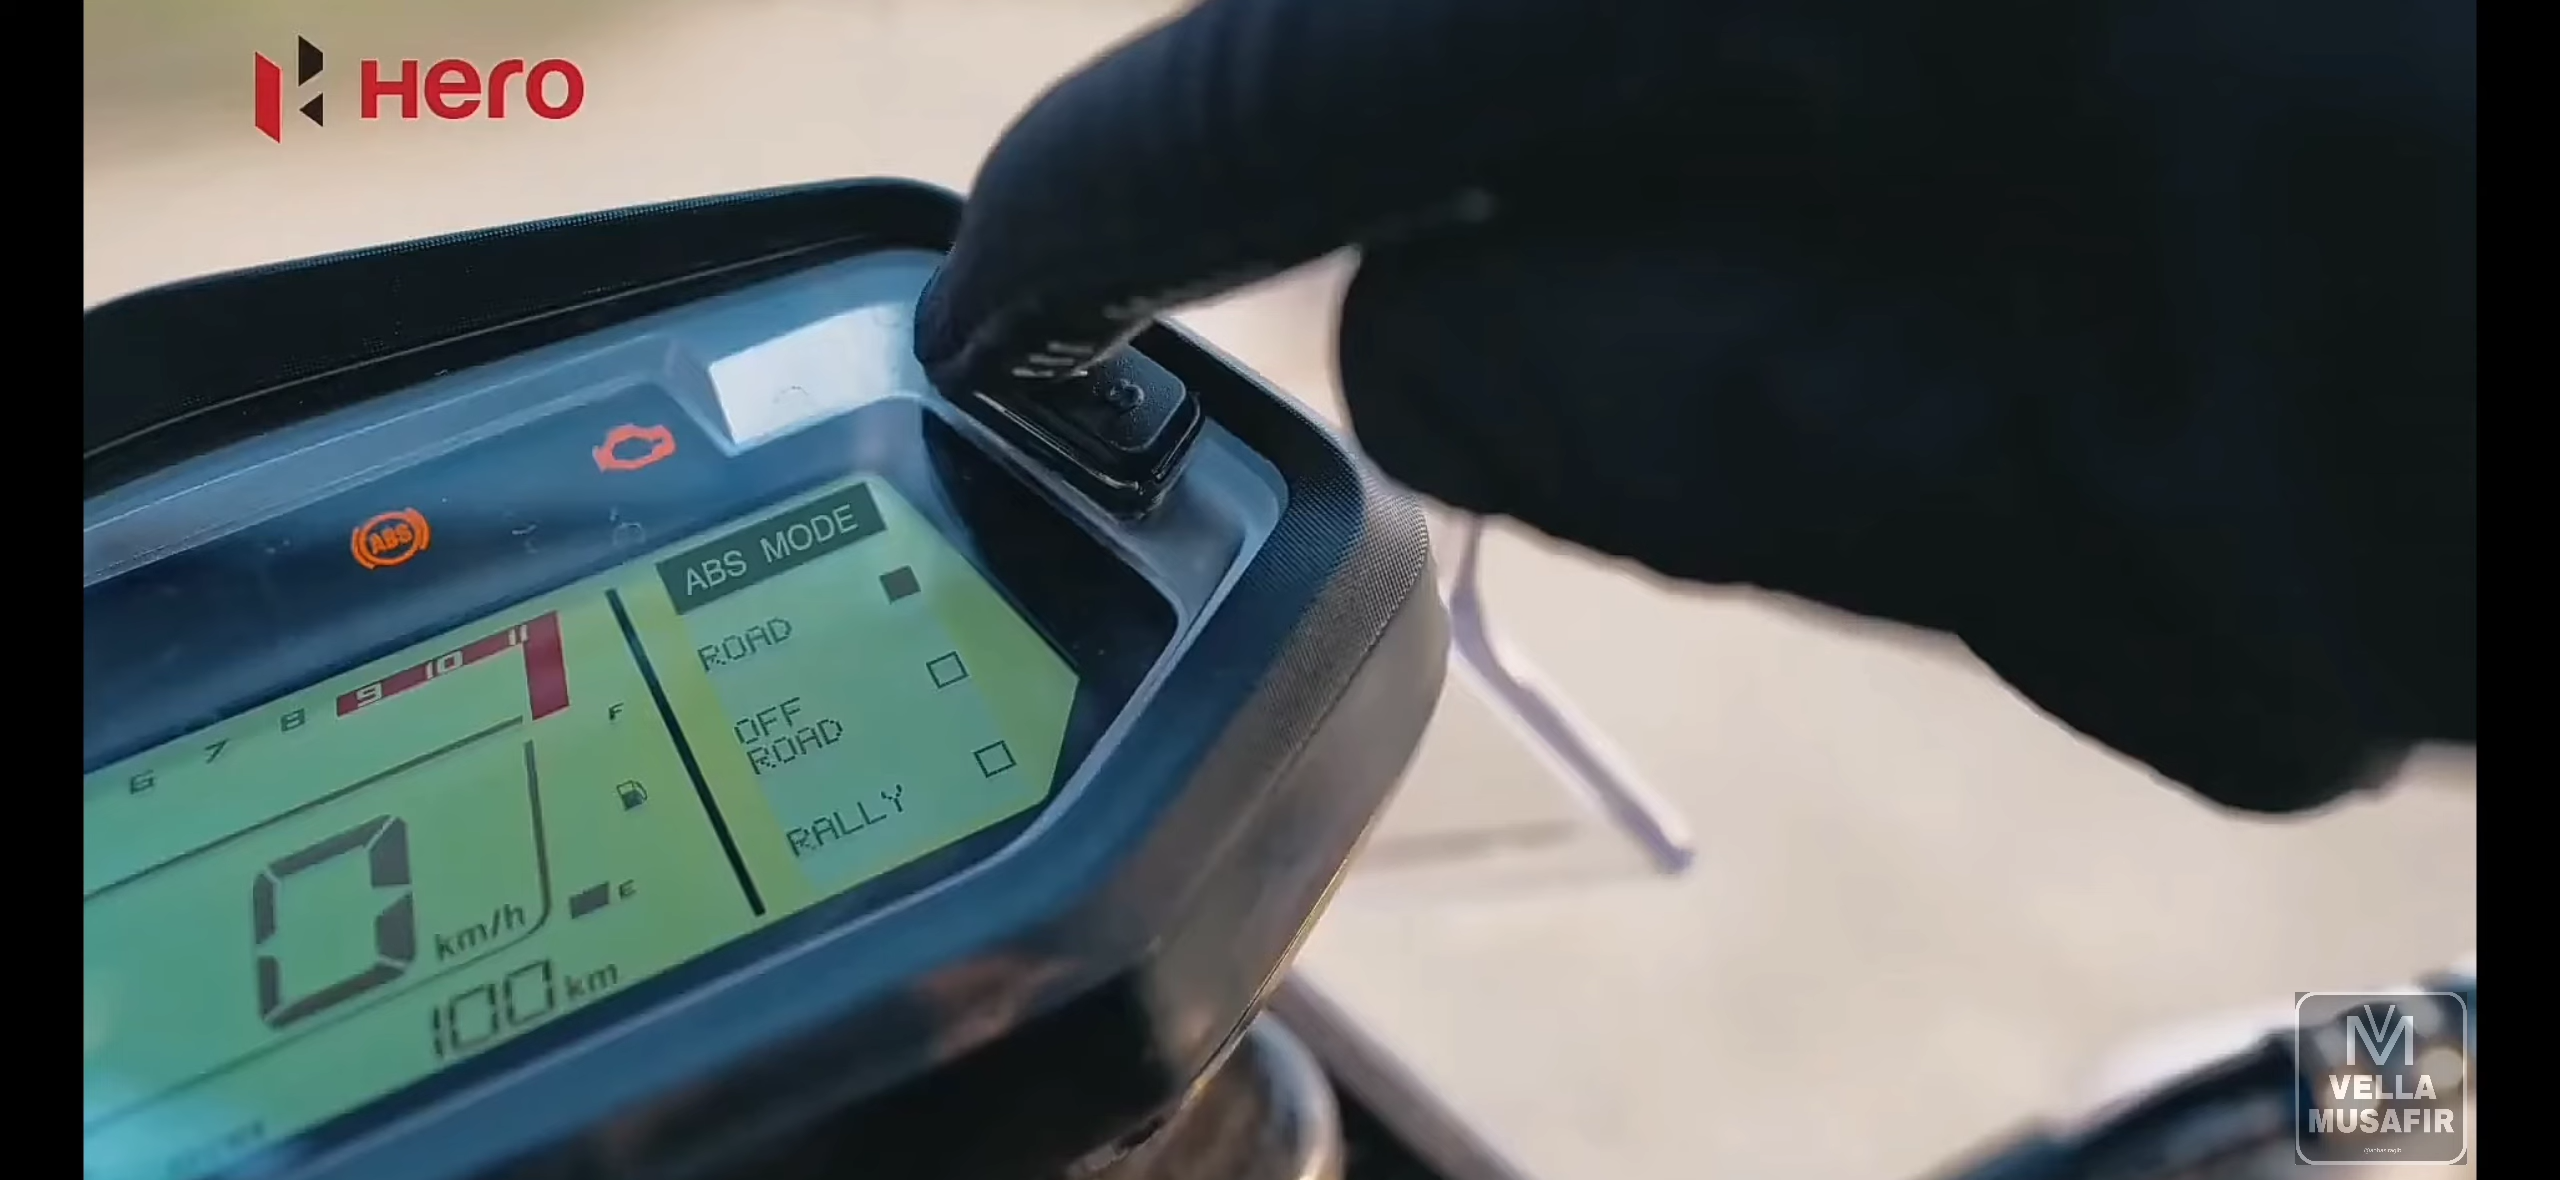 Hero
S
ABS
ABS MODE
ROAD
OFF
ROAD
RALLY
6 7 8 9 10 11
F
E
0 km/h
100 km
VM
VELLA
MUSAFIR